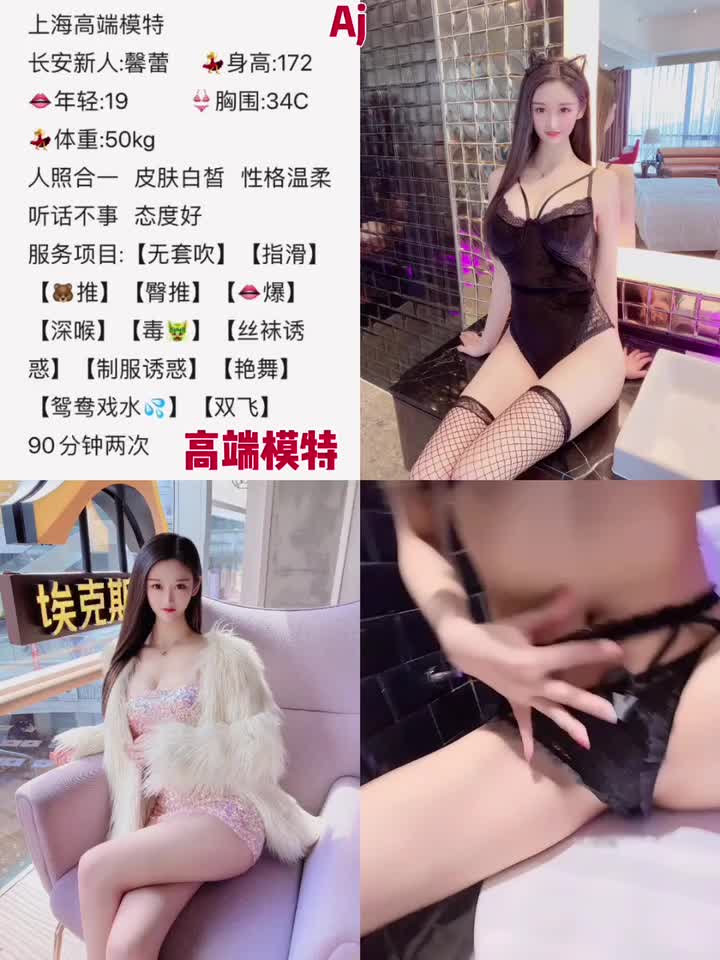 Aj
上海高端模特
长安新人:馨蕾 💃身高:172
👄年轻:19 👙胸围:34C
💃体重:50kg
人照合一 皮肤白皙 性格温柔
听话不事 态度好
服务项目:【无套吹】【指滑】
【🐻推】【臀推】【👄爆】
【深喉】【毒🐲】【丝袜诱
惑】【制服诱惑】【艳舞】
【鸳鸯戏水💦】【双飞】
90分钟两次
高端模特
埃克斯